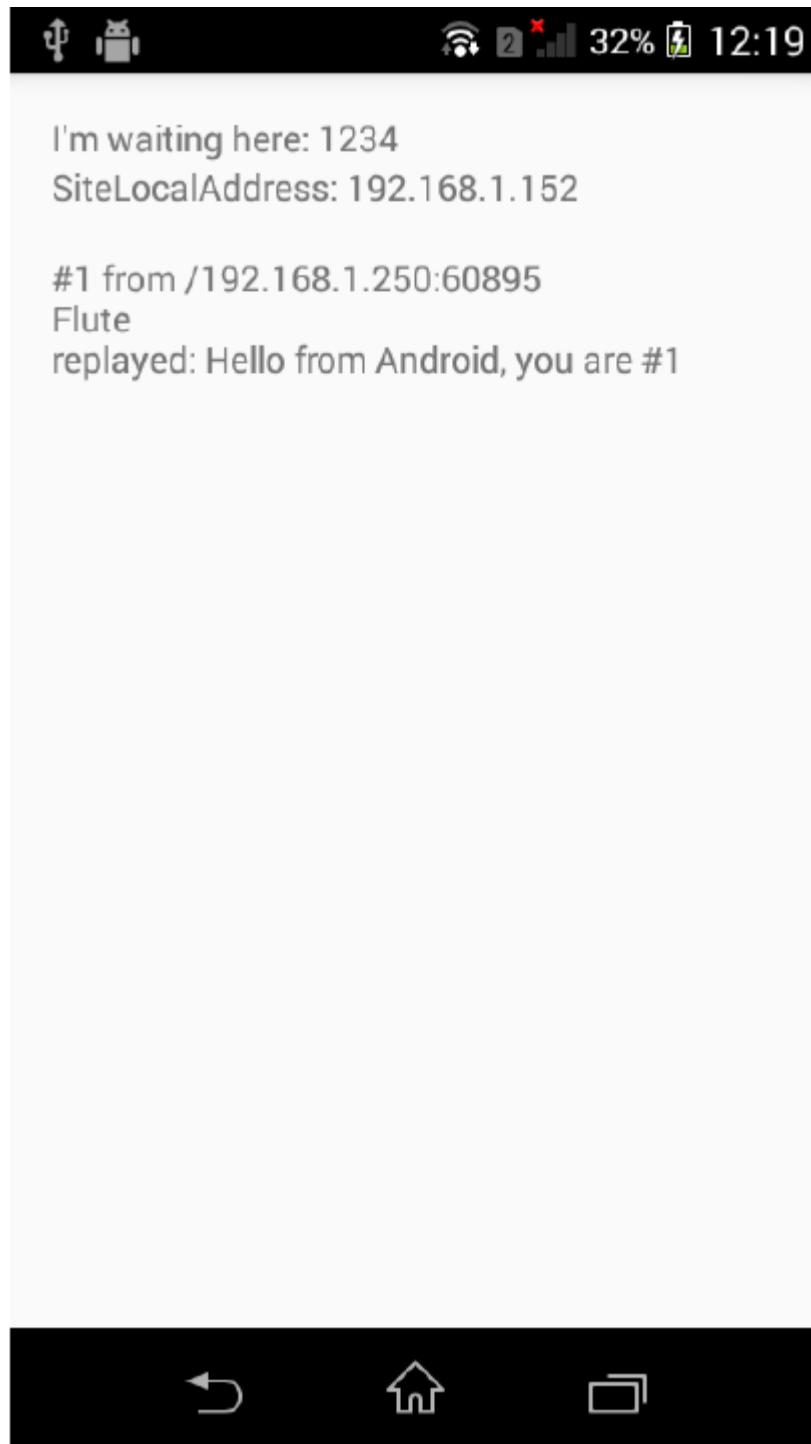 2 32% 12:19
I'm waiting here: 1234
SiteLocalAddress: 192.168.1.152
#1 from /192.168.1.250:60895
Flute
replayed: Hello from Android, you are #1